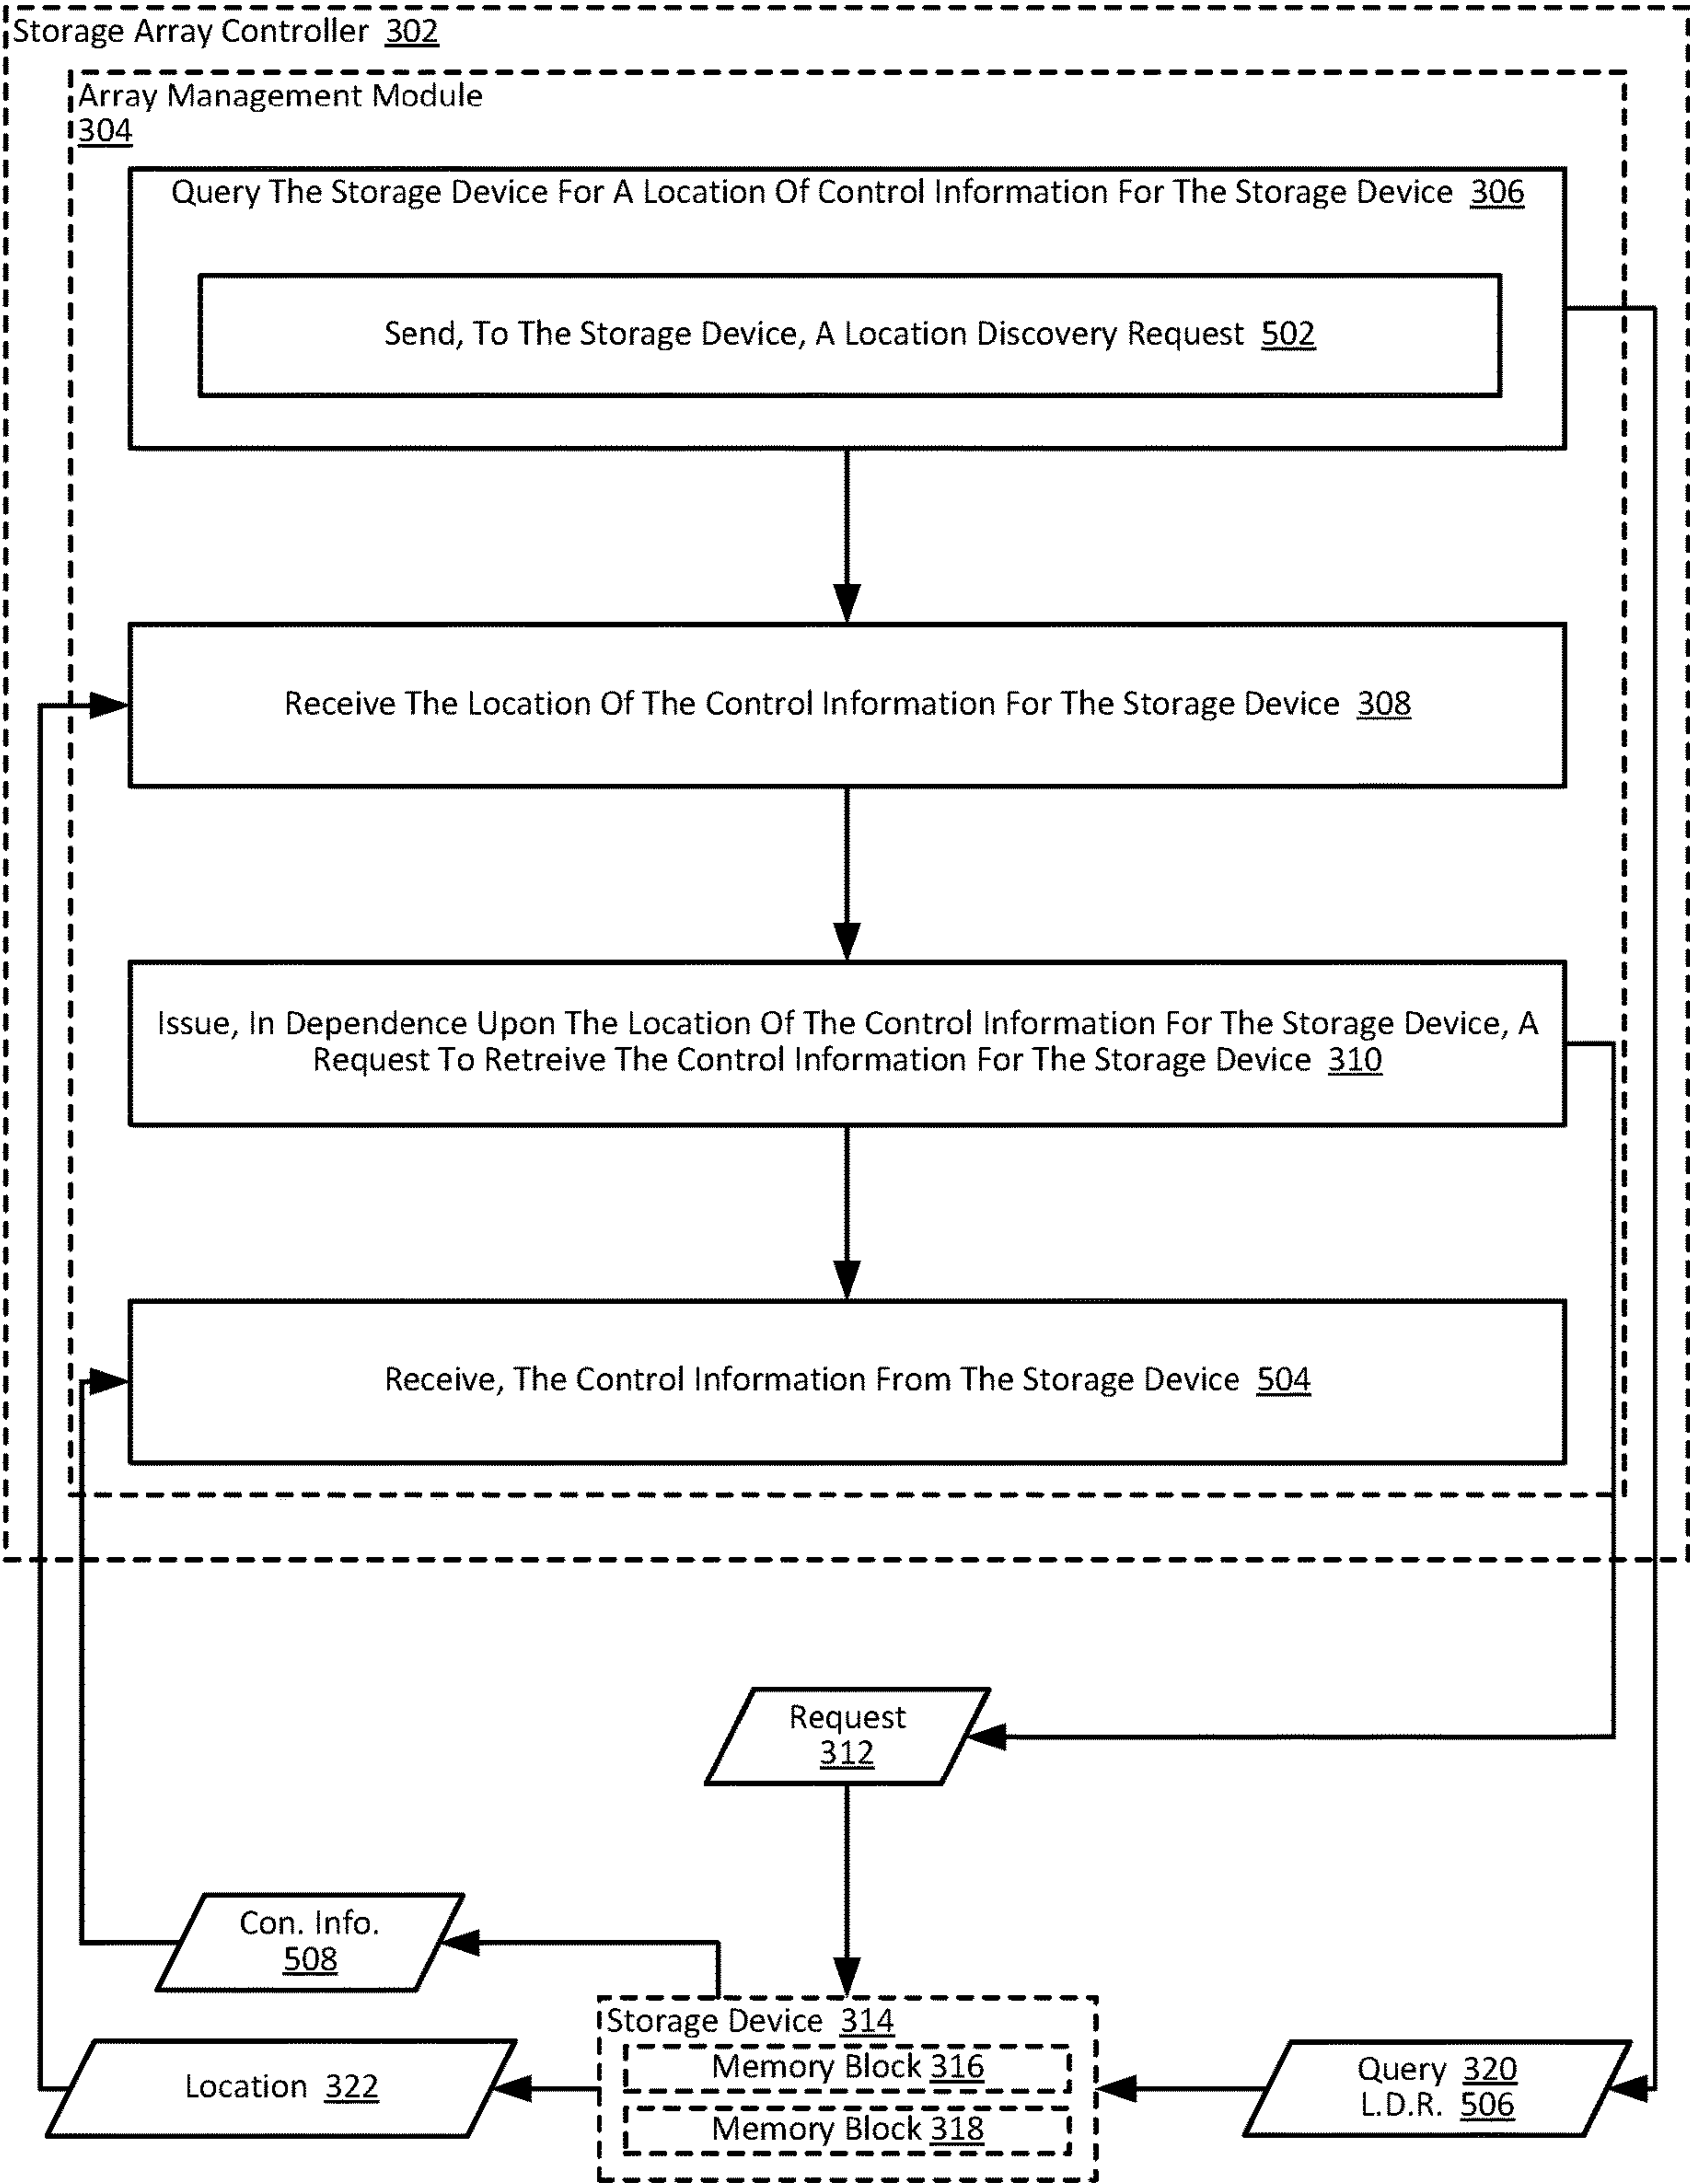 Storage Array Controller 302
Array Management Module
304
Query The Storage Device For A Location Of Control Information For The Storage Device 306
Send, To The Storage Device, A Location Discovery Request 502
Receive The Location Of The Control Information For The Storage Device 308
Issue, In Dependence Upon The Location Of The Control Information For The Storage Device, A
Request To Retreive The Control Information For The Storage Device 310
Receive, The Control Information From The Storage Device 504
Request
312
Con. Info.
508
Storage Device 314
Memory Block 316
Memory Block 318
Location 322
Query 320
L.D.R. 506